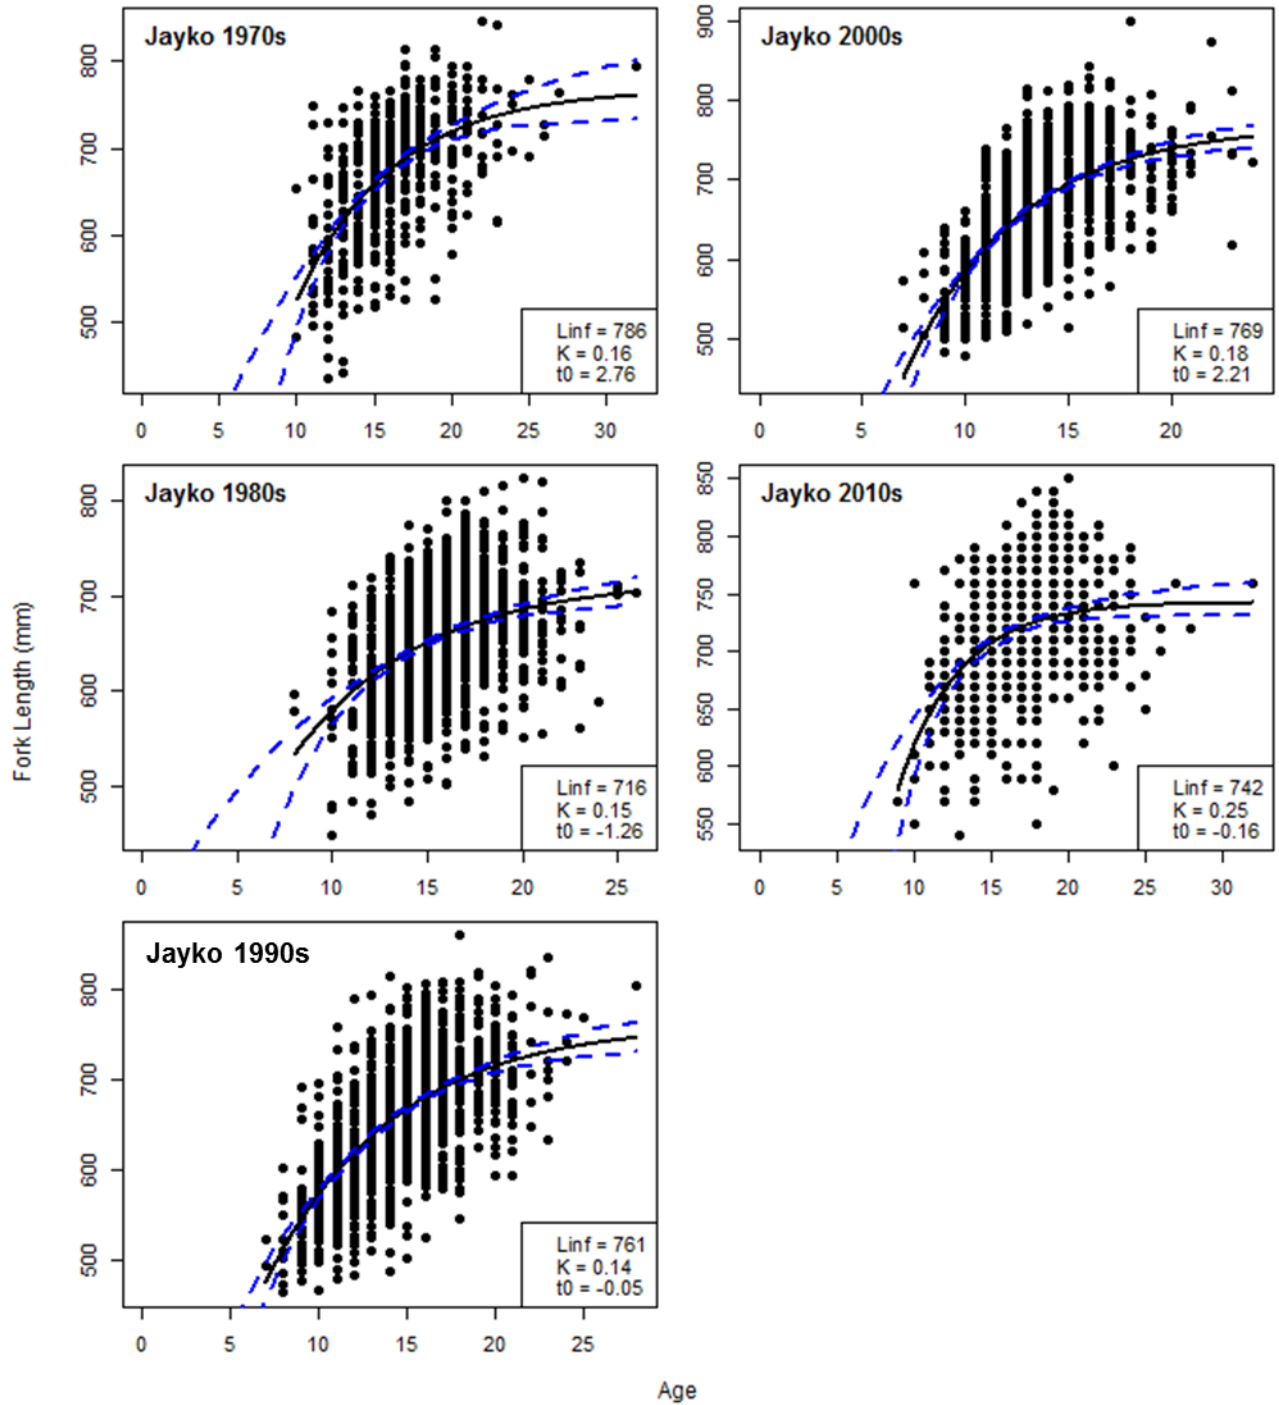 Jayko 1970s
800
700
600
500
Linf = 786
K = 0.16
t0 = 2.76
0 5 10 15 20 25 30
Jayko 2000s
900
800
700
600
500
Linf = 769
K = 0.18
t0 = 2.21
0 5 10 15 20
Jayko 1980s
800
700
600
500
Linf = 716
K = 0.15
t0 = -1.26
0 5 10 15 20 25
Jayko 2010s
850
800
750
700
650
600
550
Linf = 742
K = 0.25
t0 = -0.16
0 5 10 15 20 25 30
Fork Length (mm)
Jayko 1990s
800
700
600
500
Linf = 761
K = 0.14
t0 = -0.05
0 5 10 15 20 25
Age